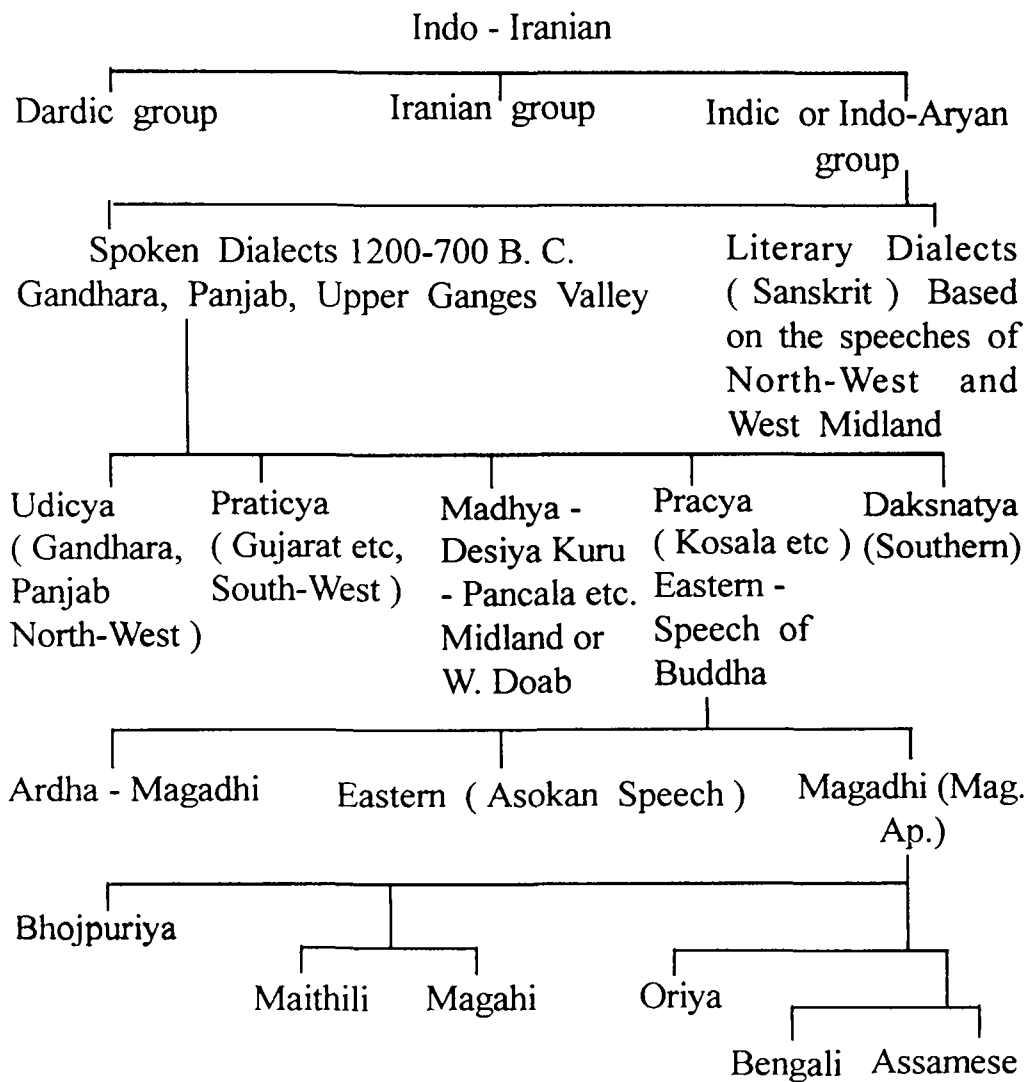 Indo - Iranian
Dardic group
Iranian group
Indic or Indo-Aryan
group
Spoken Dialects 1200-700 B. C.
Gandhara, Panjab, Upper Ganges Valley
Literary Dialects
( Sanskrit ) Based
on the speeches of
North-West and
West Midland
Udicya
( Gandhara,
Panjab
North-West )
Praticya
( Gujarat etc,
South-West )
Madhya -
Desiya Kuru
- Pancala etc.
Midland or
W. Doab
Pracya
( Kosala etc )
Eastern -
Speech of
Buddha
Daksnatya
(Southern)
Ardha - Magadhi
Eastern ( Asokan Speech )
Magadhi (Mag.
Ap.)
Bhojpuriya
Maithili
Magahi
Oriya
Bengali
Assamese